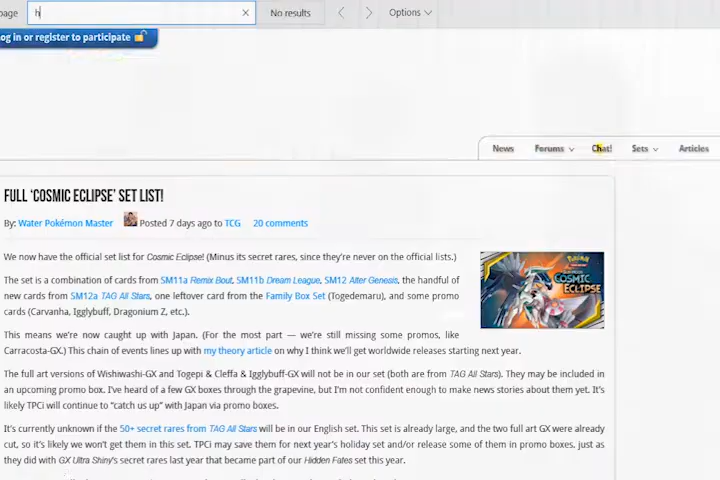 page h No results Options
og in or register to participate
News Forums Chat! Sets Articles
FULL ‘COSMIC ECLIPSE’ SET LIST!
By: Water Pokémon Master Posted 7 days ago to TCG 20 comments
We now have the official set list for Cosmic Eclipse! (Minus its secret rares, since they're never on the official lists.)
The set is a combination of cards from SM11a Remix Bout, SM11b Dream League, SM12 Alter Genesis, the handful of
new cards from SM12a TAG All Stars, one leftover card from the Family Box Set (Togedemaru), and some promo
cards (Carvanha, Igglybuff, Dragonium Z, etc.).
Pokémon
COSMIC
ECLIPSE
This means we're now caught up with Japan. (For the most part — we're still missing some promos, like
Carracosta-GX.) This chain of events lines up with my theory article on why I think we'll get worldwide releases starting next year.
The full art versions of Wishiwashi-GX and Togepi & Cleffa & Igglybuff-GX will not be in our set (both are from TAG All Stars). They may be included in
an upcoming promo box. I've heard of a few GX boxes through the grapevine, but I'm not confident enough to make news stories about them yet. It's
likely TPCi will continue to “catch us up” with Japan via promo boxes.
It's currently unknown if the 50+ secret rares from TAG All Stars will be in our English set. This set is already large, and the two full art GX were already
cut, so it's likely we won't get them in this set. TPCi may save them for next year's holiday set and/or release some of them in promo boxes, just as
they did with GX Ultra Shiny's secret rares last year that became part of our Hidden Fates set this year.